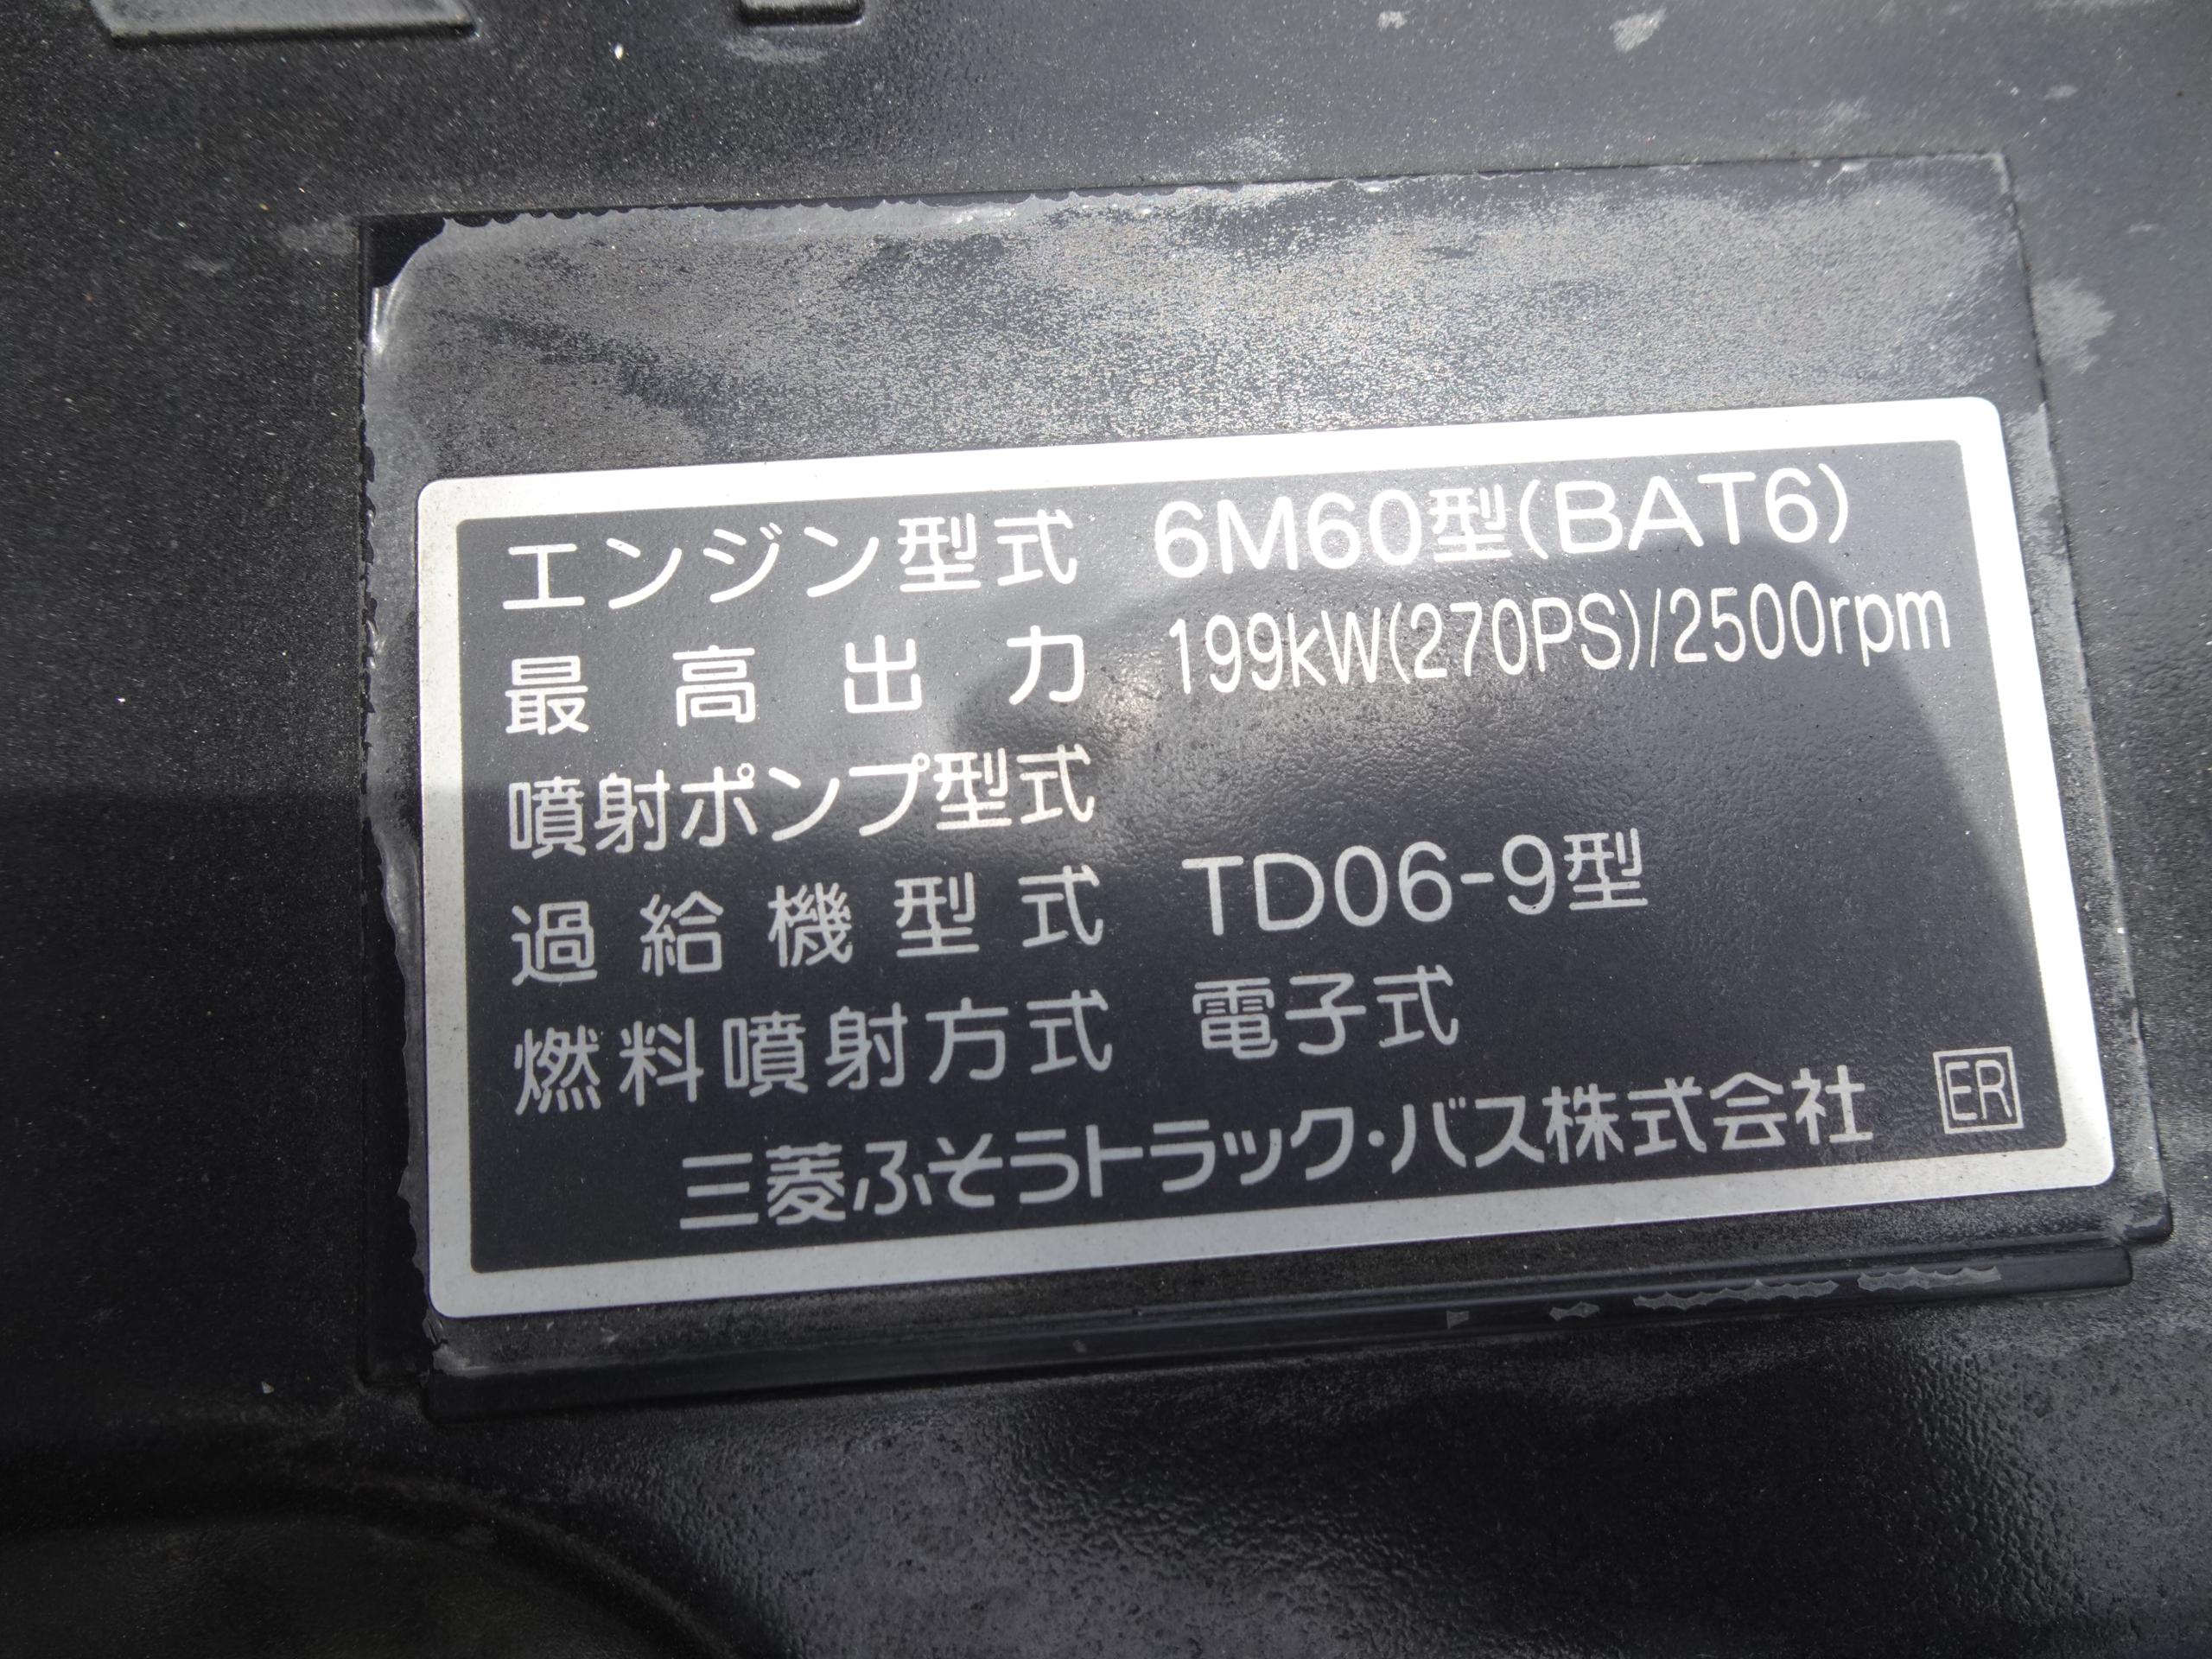 エンジン型式 6M60型(BAT6)
最高出力 199kW(270PS)/2500rpm
噴射ポンプ型式
過給機型式 TD06-9型
燃料噴射方式 電子式
三菱ふそうトラック・バス株式会社 ER